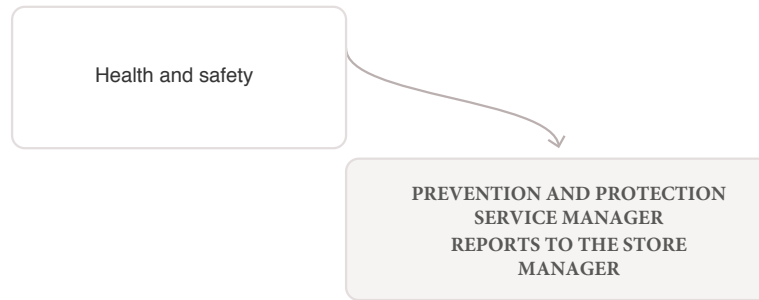 Health and safety
PREVENTION AND PROTECTION
SERVICE MANAGER
REPORTS TO THE STORE
MANAGER